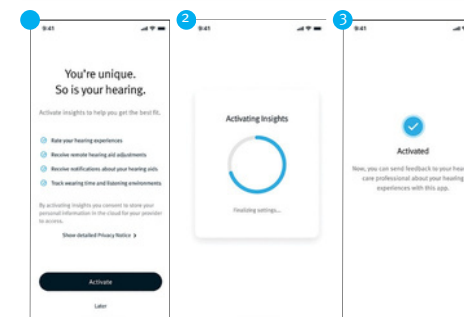 9:41
You're unique.
So is your hearing.
Activate insights to help you get the best fit.
Rate your hearing experiences
Receive remote hearing aid adjustments
Receive notifications about your hearing aids
Track wearing time and listening environments
By activating insights you consent to store your
personal information in the cloud for your provider
to access.
Show detailed Privacy Notice >
Activate
Later
2
9:41
Activating Insights
Finalizing settings...
3
9:41
Activated
Now, you can send feedback to your hear
care professional about your hearing
experiences with this app.